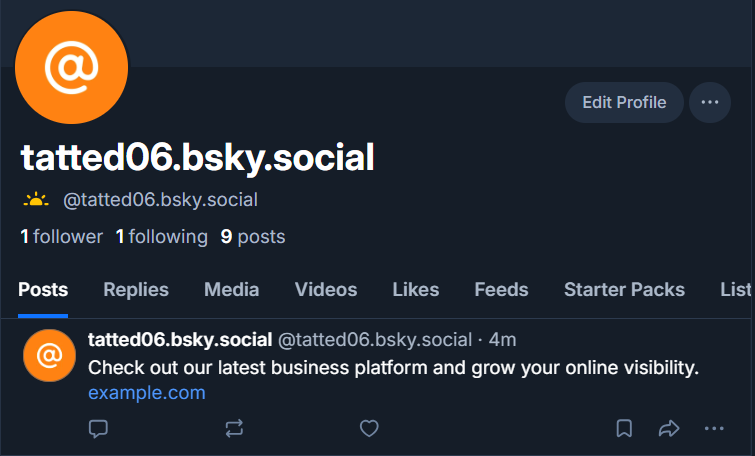 @
Edit Profile
tatted06.bsky.social
@tatted06.bsky.social
1 follower 1 following 9 posts
Posts Replies Media Videos Likes Feeds Starter Packs List
@
tatted06.bsky.social @tatted06.bsky.social · 4m
Check out our latest business platform and grow your online visibility.
example.com